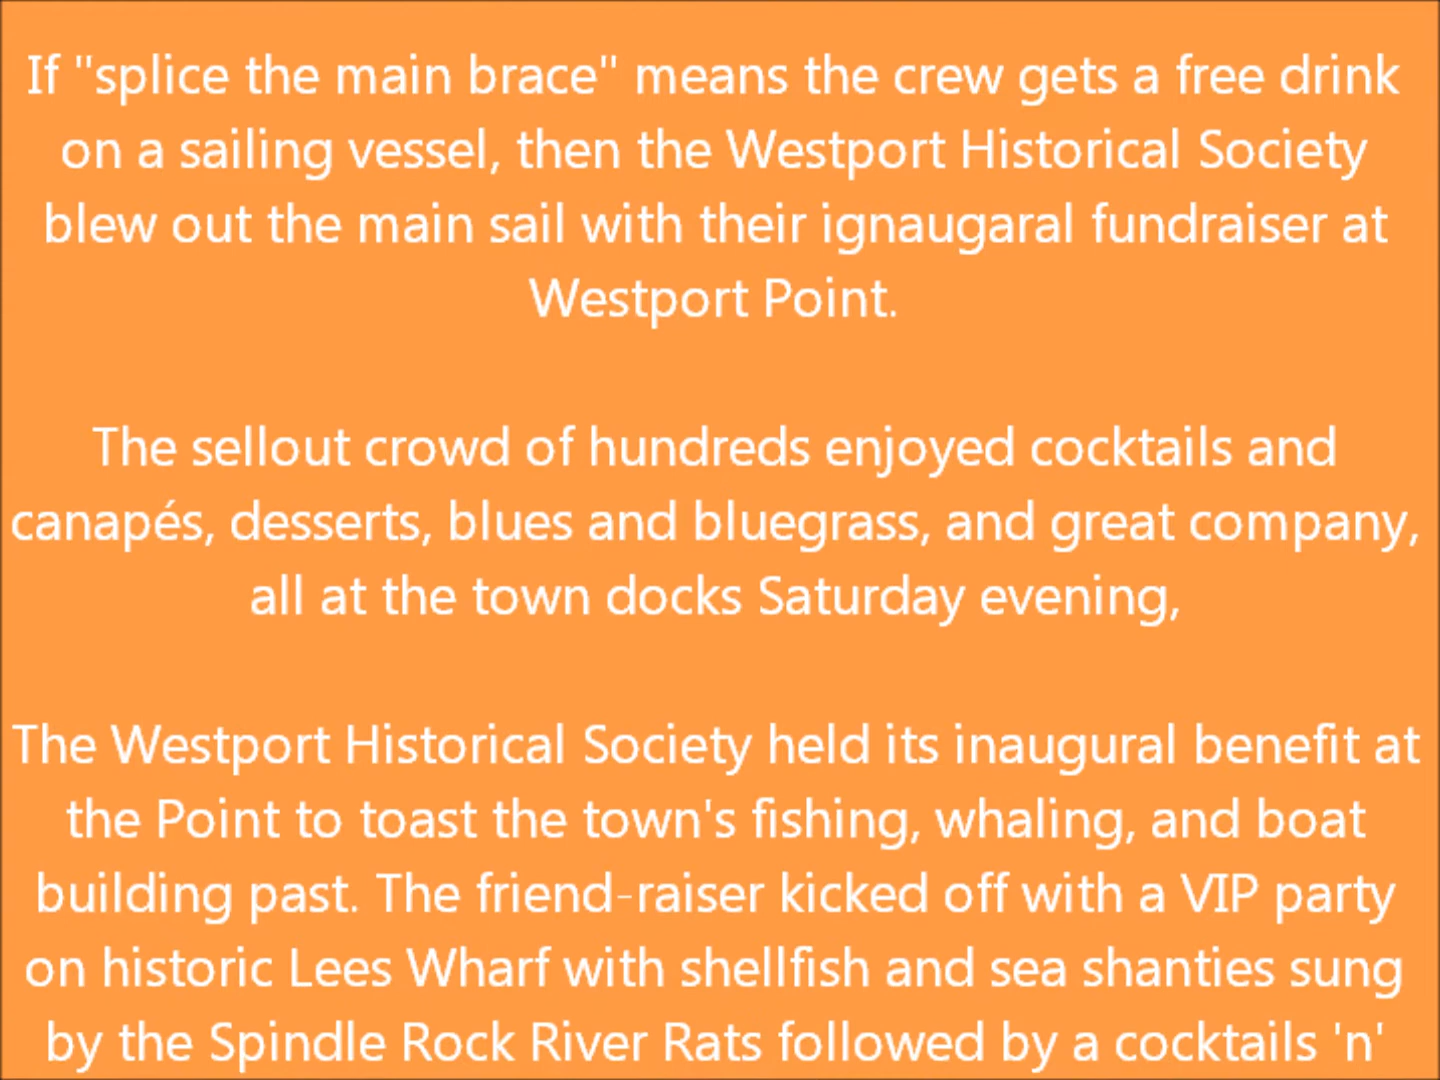 If "splice the main brace" means the crew gets a free drink
on a sailing vessel, then the Westport Historical Society
blew out the main sail with their ignaugaral fundraiser at
Westport Point.
The sellout crowd of hundreds enjoyed cocktails and
canapés, desserts, blues and bluegrass, and great company,
all at the town docks Saturday evening,
The Westport Historical Society held its inaugural benefit at
the Point to toast the town's fishing, whaling, and boat
building past. The friend-raiser kicked off with a VIP party
on historic Lees Wharf with shellfish and sea shanties sung
by the Spindle Rock River Rats followed by a cocktails 'n'